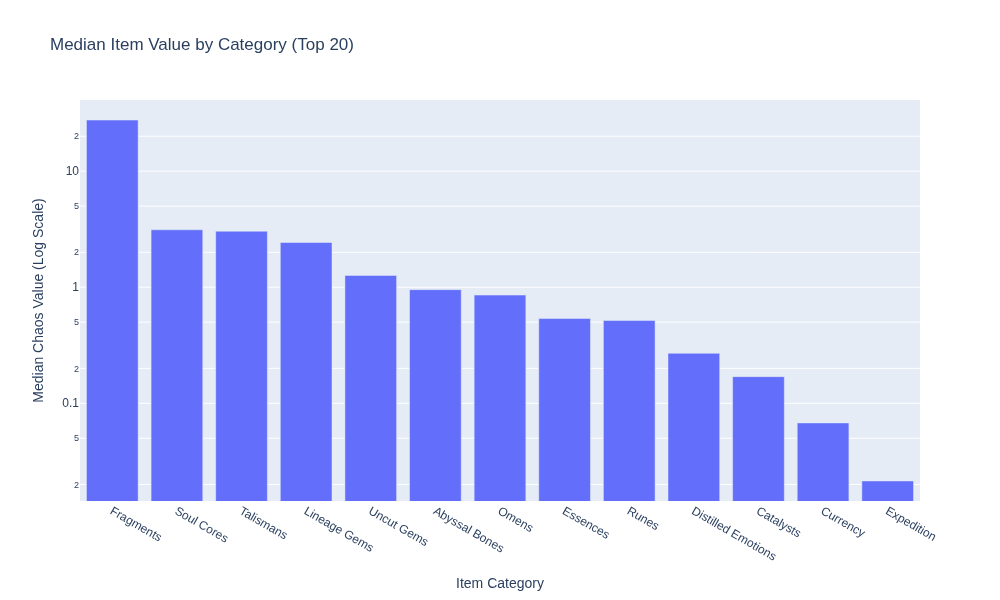 Median Item Value by Category (Top 20)
Median Chaos Value (Log Scale)
2
10
5
2
1
5
2
0.1
5
2
Fragments
Soul Cores
Talismans
Lineage Gems
Uncut Gems
Abyssal Bones
Omens
Essences
Runes
Distilled Emotions
Catalysts
Currency
Expedition
Item Category